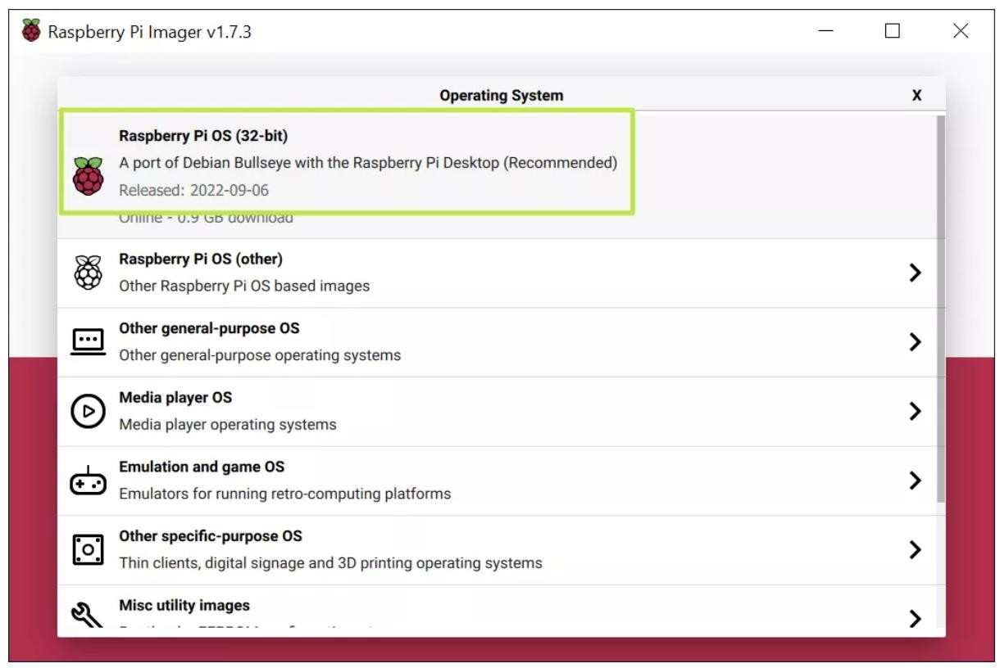 Raspberry Pi Imager v1.7.3
Operating System
X
Raspberry Pi OS (32-bit)
A port of Debian Bullseye with the Raspberry Pi Desktop (Recommended)
Released: 2022-09-06
Online - 0.9 GB download
Raspberry Pi OS (other)
Other Raspberry Pi OS based images
Other general-purpose OS
Other general-purpose operating systems
Media player OS
Media player operating systems
Emulation and game OS
Emulators for running retro-computing platforms
Other specific-purpose OS
Thin clients, digital signage and 3D printing operating systems
Misc utility images